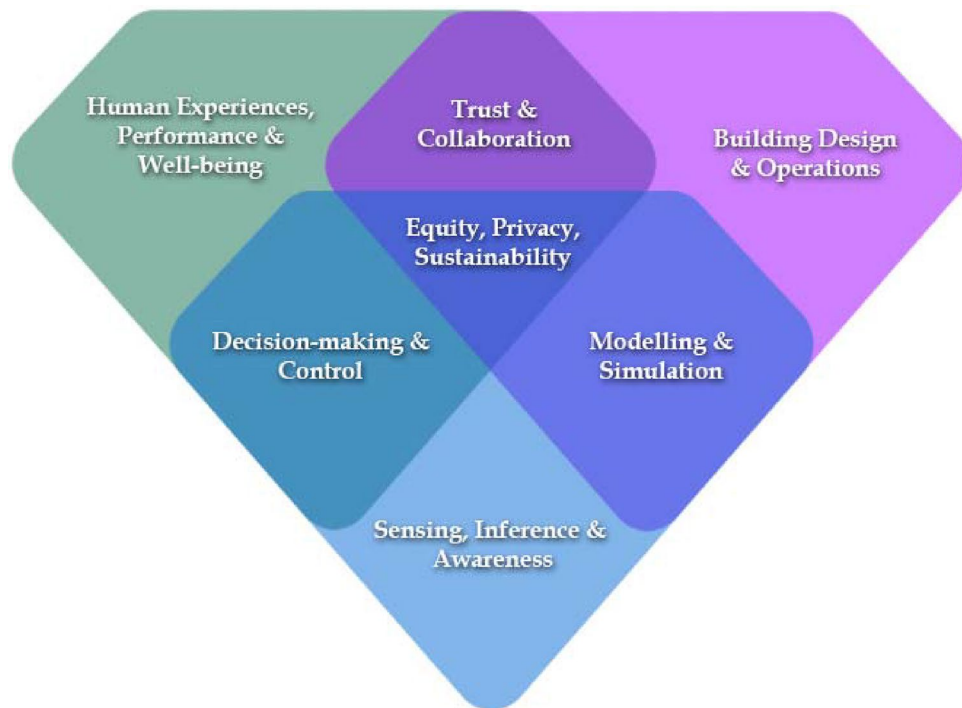 Human Experiences,
Performance &
Well-being
Trust &
Collaboration
Building Design
& Operations
Equity, Privacy,
Sustainability
Decision-making &
Control
Modelling &
Simulation
Sensing, Inference &
Awareness